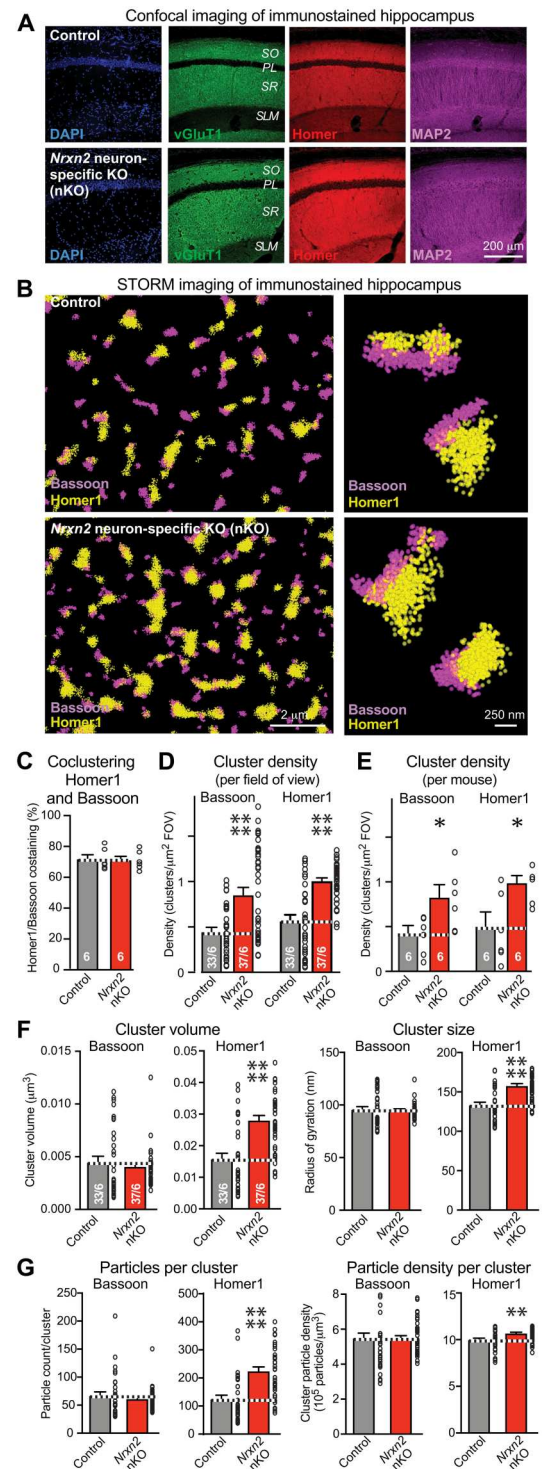 A Confocal imaging of immunostained hippocampus
Control
SO
PL
SR
SLM
DAPI
vGluT1
Homer
MAP2
Nrxn2 neuron-
specific KO
(nKO)
SO
PL
SR
SLM
DAPI
vGluT1
Homer
MAP2
200 μm
B STORM imaging of immunostained hippocampus
Control
Bassoon
Homer1
Bassoon
Homer1
Nrxn2 neuron-specific KO (nKO)
Bassoon
Homer1
2 μm
Bassoon
Homer1
250 nm
C Coclustering
Homer1
and Bassoon
Homer1/Bassoon costaining (%)
100
80
60
40
20
0
6
6
Control
Nrxn2
nKO
D Cluster density
(per field of view)
Bassoon
Homer1
**
**
**
**
Density (clusters/μm² FOV)
1
0
33/6
37/6
33/6
37/6
Control
Nrxn2
nKO
Control
Nrxn2
nKO
E Cluster density
(per mouse)
Bassoon
Homer1
*
*
Density (clusters/μm² FOV)
1
0
6
6
6
6
Control
Nrxn2
nKO
Control
Nrxn2
nKO
F Cluster volume
Bassoon
Homer1
Cluster volume (μm³)
0.015
0.010
0.005
0.000
33/6
37/6
Control
Nrxn2
nKO
0.05
0.04
0.03
0.02
0.01
0.00
**
**
33/6
37/6
Control
Nrxn2
nKO
Cluster size
Bassoon
Homer1
Radius of gyration (nm)
150
100
50
0
Control
Nrxn2
nKO
200
150
100
50
0
**
**
Control
Nrxn2
nKO
G Particles per cluster
Bassoon
Homer1
Particle count/cluster
250
200
150
100
50
0
Control
Nrxn2
nKO
500
400
300
200
100
0
**
**
Control
Nrxn2
nKO
Particle density per cluster
Bassoon
Homer1
Cluster particle density
(10⁵ particles/μm³)
8
6
4
2
0
Control
Nrxn2
nKO
15
10
5
0
**
Control
Nrxn2
nKO